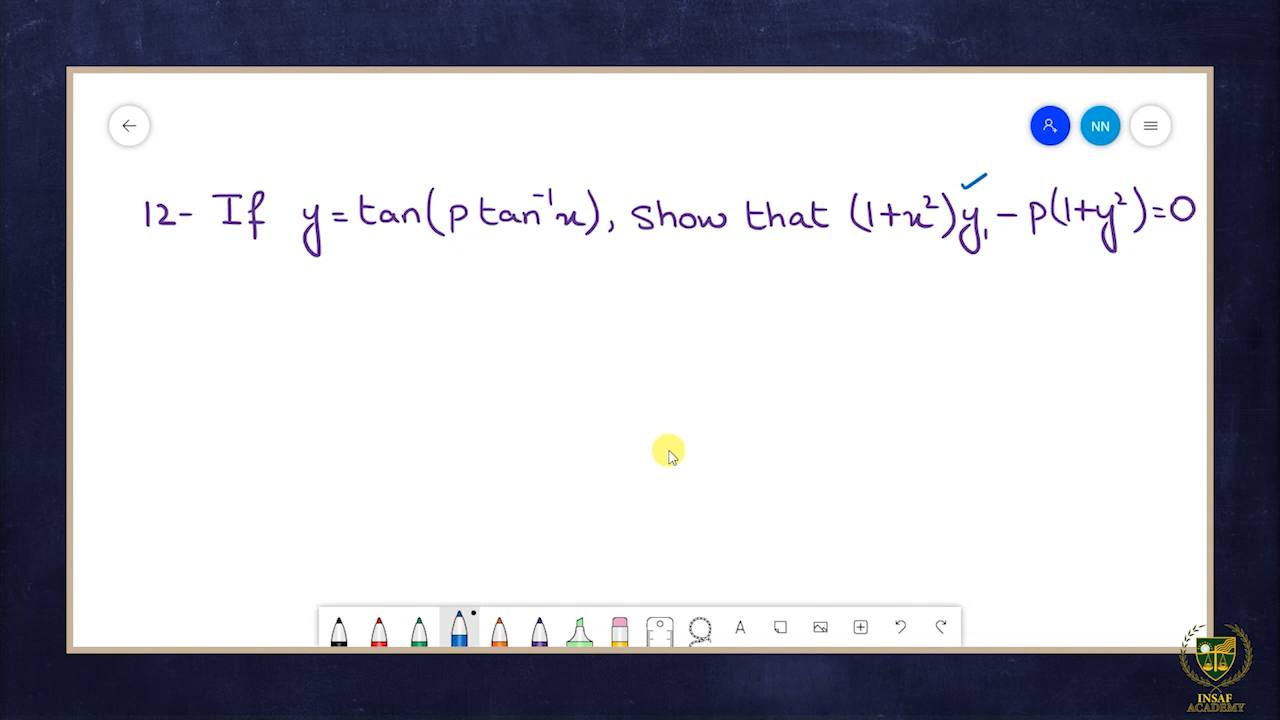 NN
12- If y = tan(p tan⁻¹x), show that (1+x²)y₁ - p(1+y²)=0
A
INSAF
ACADEMY